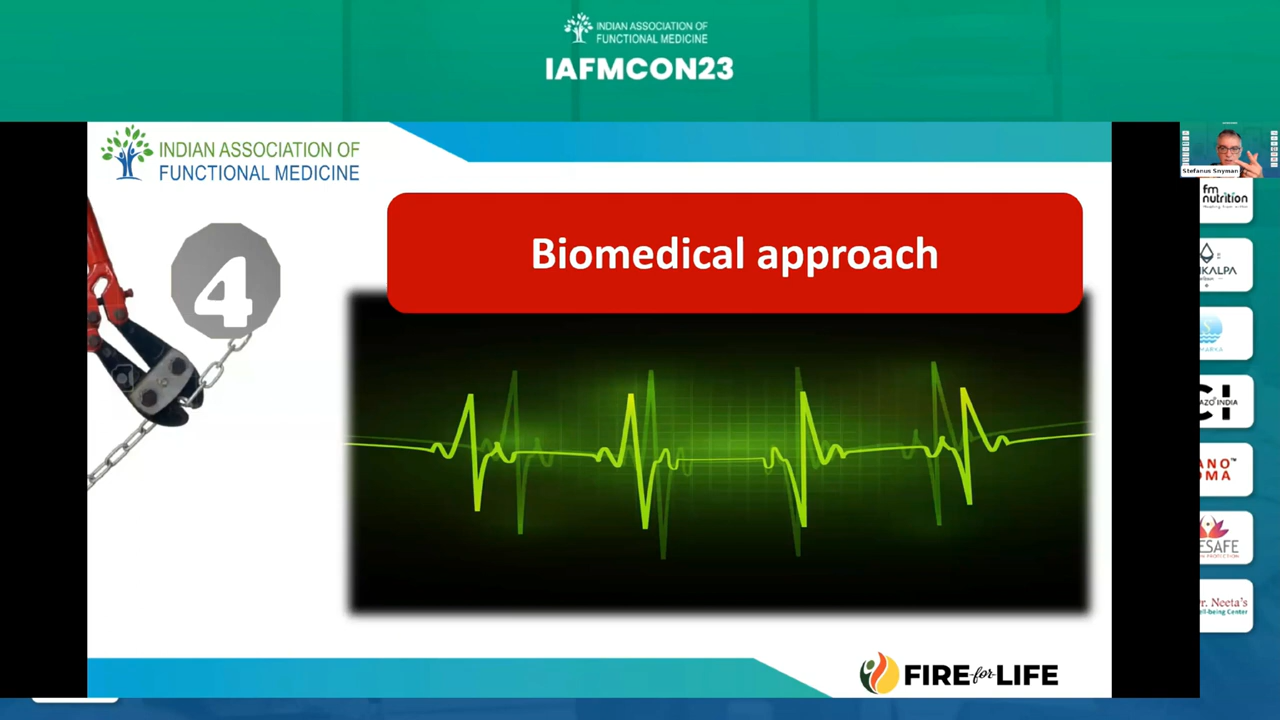 INDIAN ASSOCIATION OF
FUNCTIONAL MEDICINE
IAFMCON23
INDIAN ASSOCIATION OF
FUNCTIONAL MEDICINE
4
Biomedical approach
FIRE for LIFE
Stefanus Snyman
fm
nutrition